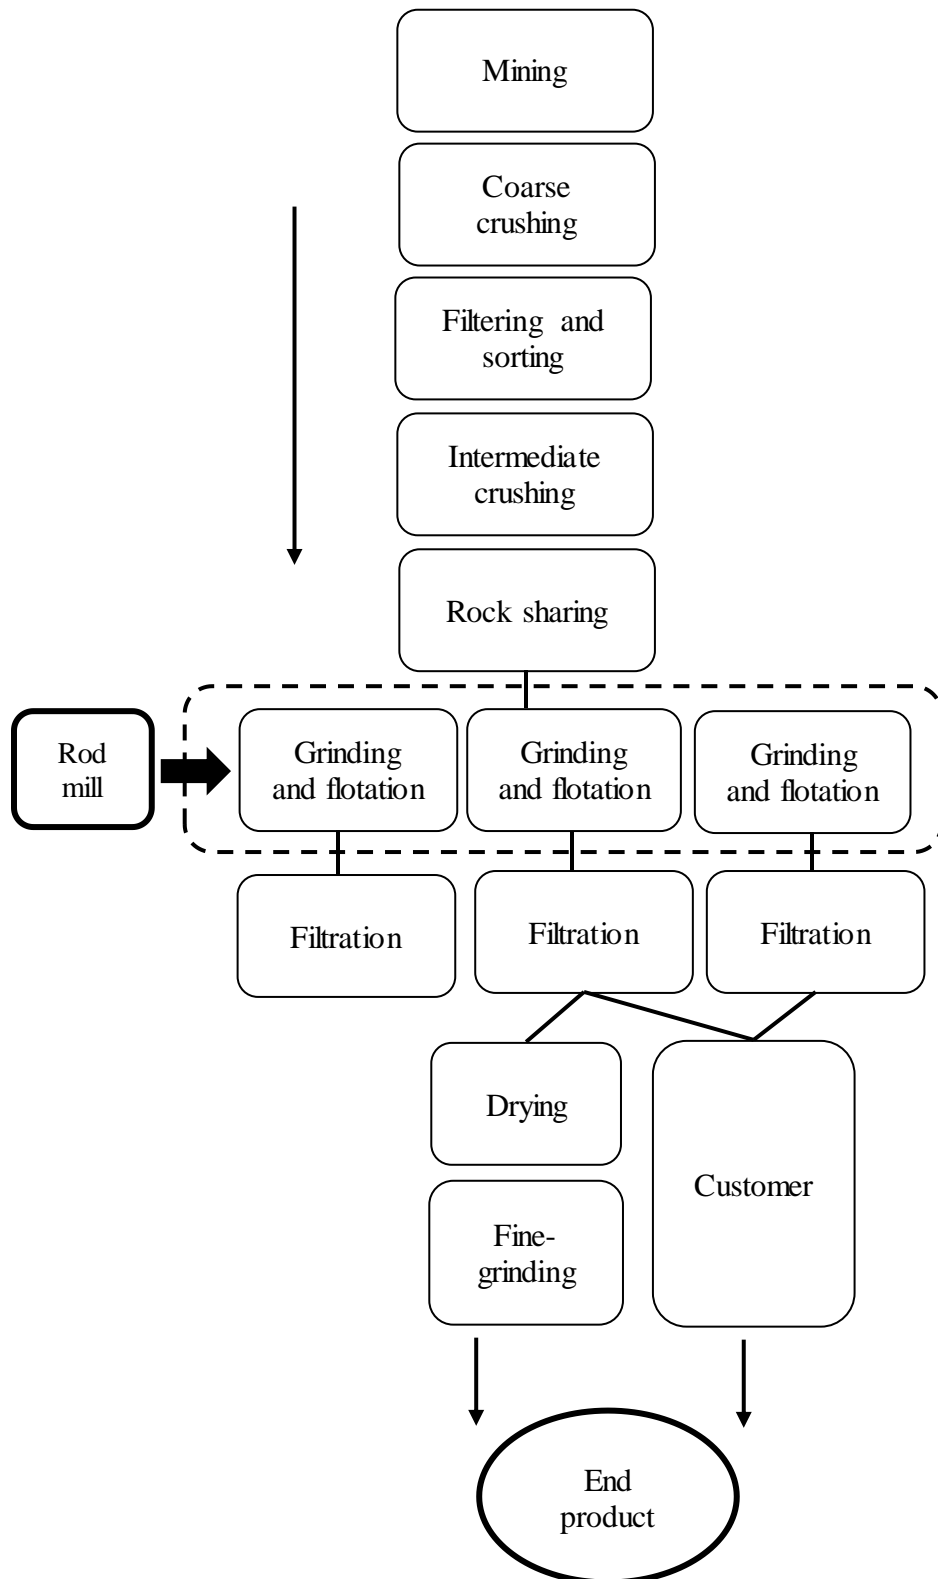 Mining
Coarse
crushing
Filtering and
sorting
Intermediate
crushing
Rock sharing
Rod
mill
Grinding
and flotation
Grinding
and flotation
Grinding
and flotation
Filtration
Filtration
Filtration
Drying
Customer
Fine-
grinding
End
product